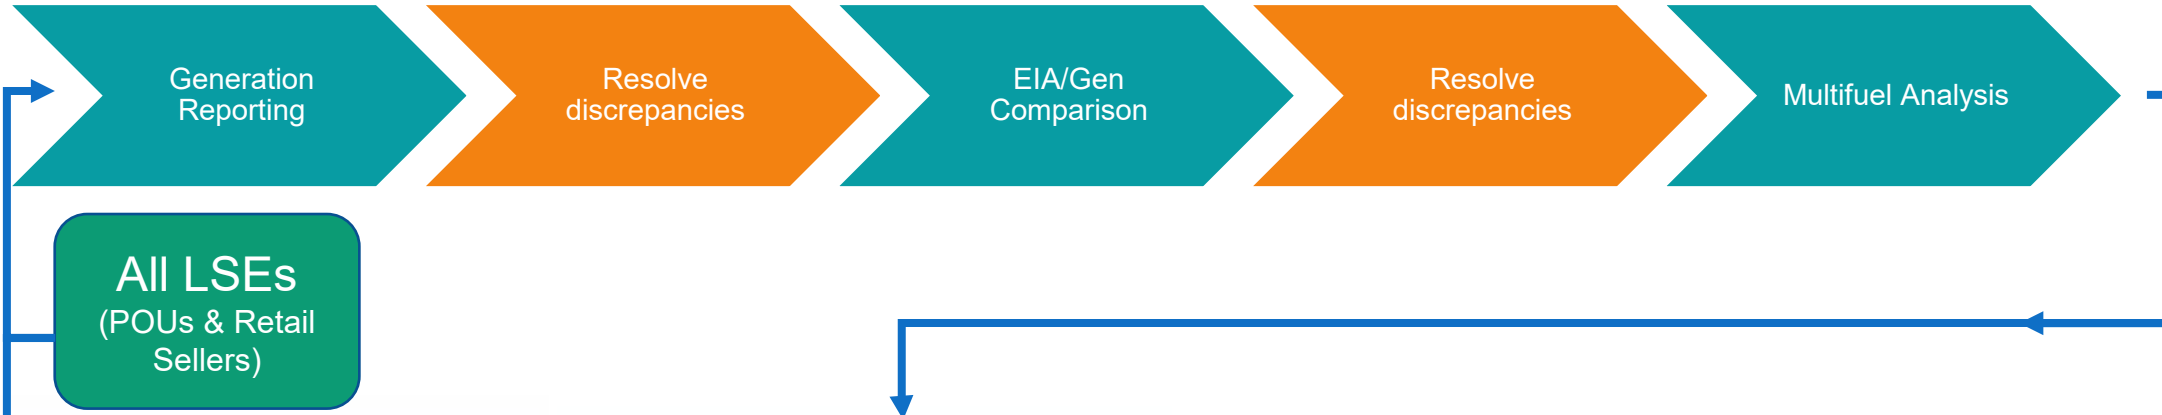 Generation
Reporting
Resolve
discrepancies
EIA/Gen
Comparison
Resolve
discrepancies
Multifuel Analysis
All LSEs
(POUs & Retail
Sellers)